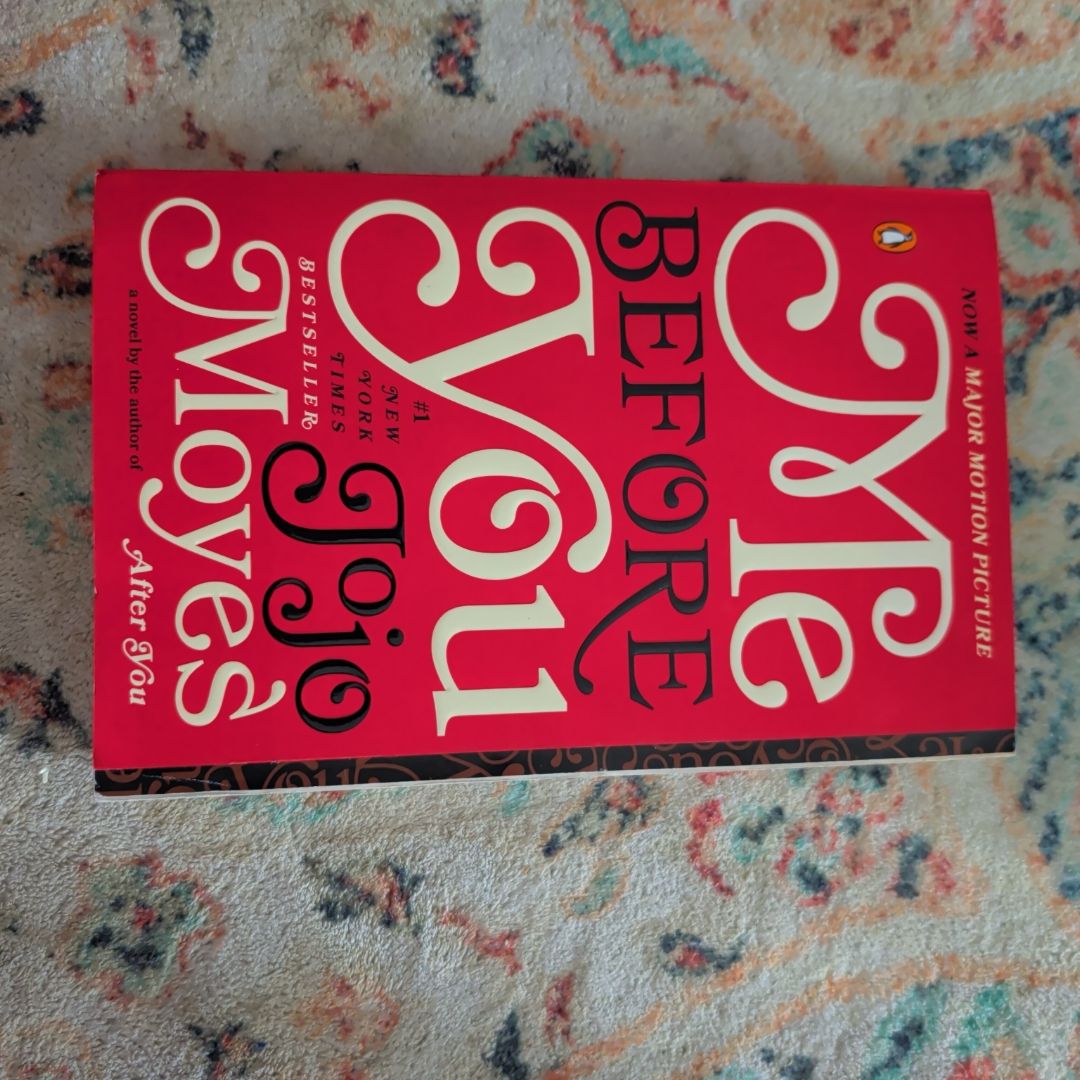 NOW A MAJOR MOTION PICTURE
Me
BEFORE
You
#1
NEW
YORK
TIMES
BESTSELLER
Jojo
Moyes
a novel by the author of After You